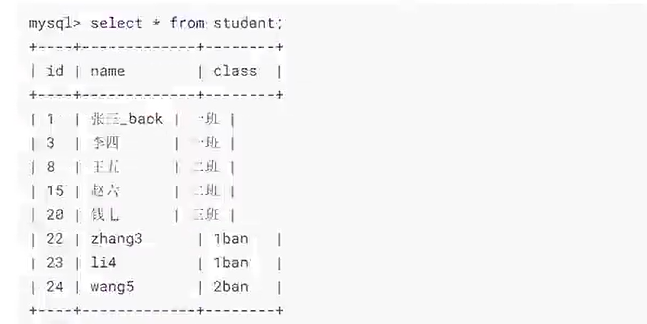 mysql> select * from student;
+----+-------------+--------+
| id | name | class |
+----+-------------+--------+
| 1 | 张三_back | 一班 |
| 3 | 李四 | 一班 |
| 8 | 王五 | 二班 |
| 15 | 赵六 | 二班 |
| 20 | 钱七 | 三班 |
| 22 | zhang3 | 1ban |
| 23 | li4 | 1ban |
| 24 | wang5 | 2ban |
+----+-------------+--------+